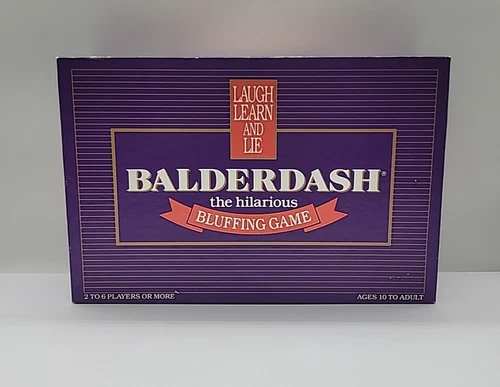 LAUGH
LEARN
AND
LIE
BALDERDASH®
the hilarious
BLUFFING GAME
2 TO 6 PLAYERS OR MORE
AGES 10 TO ADULT